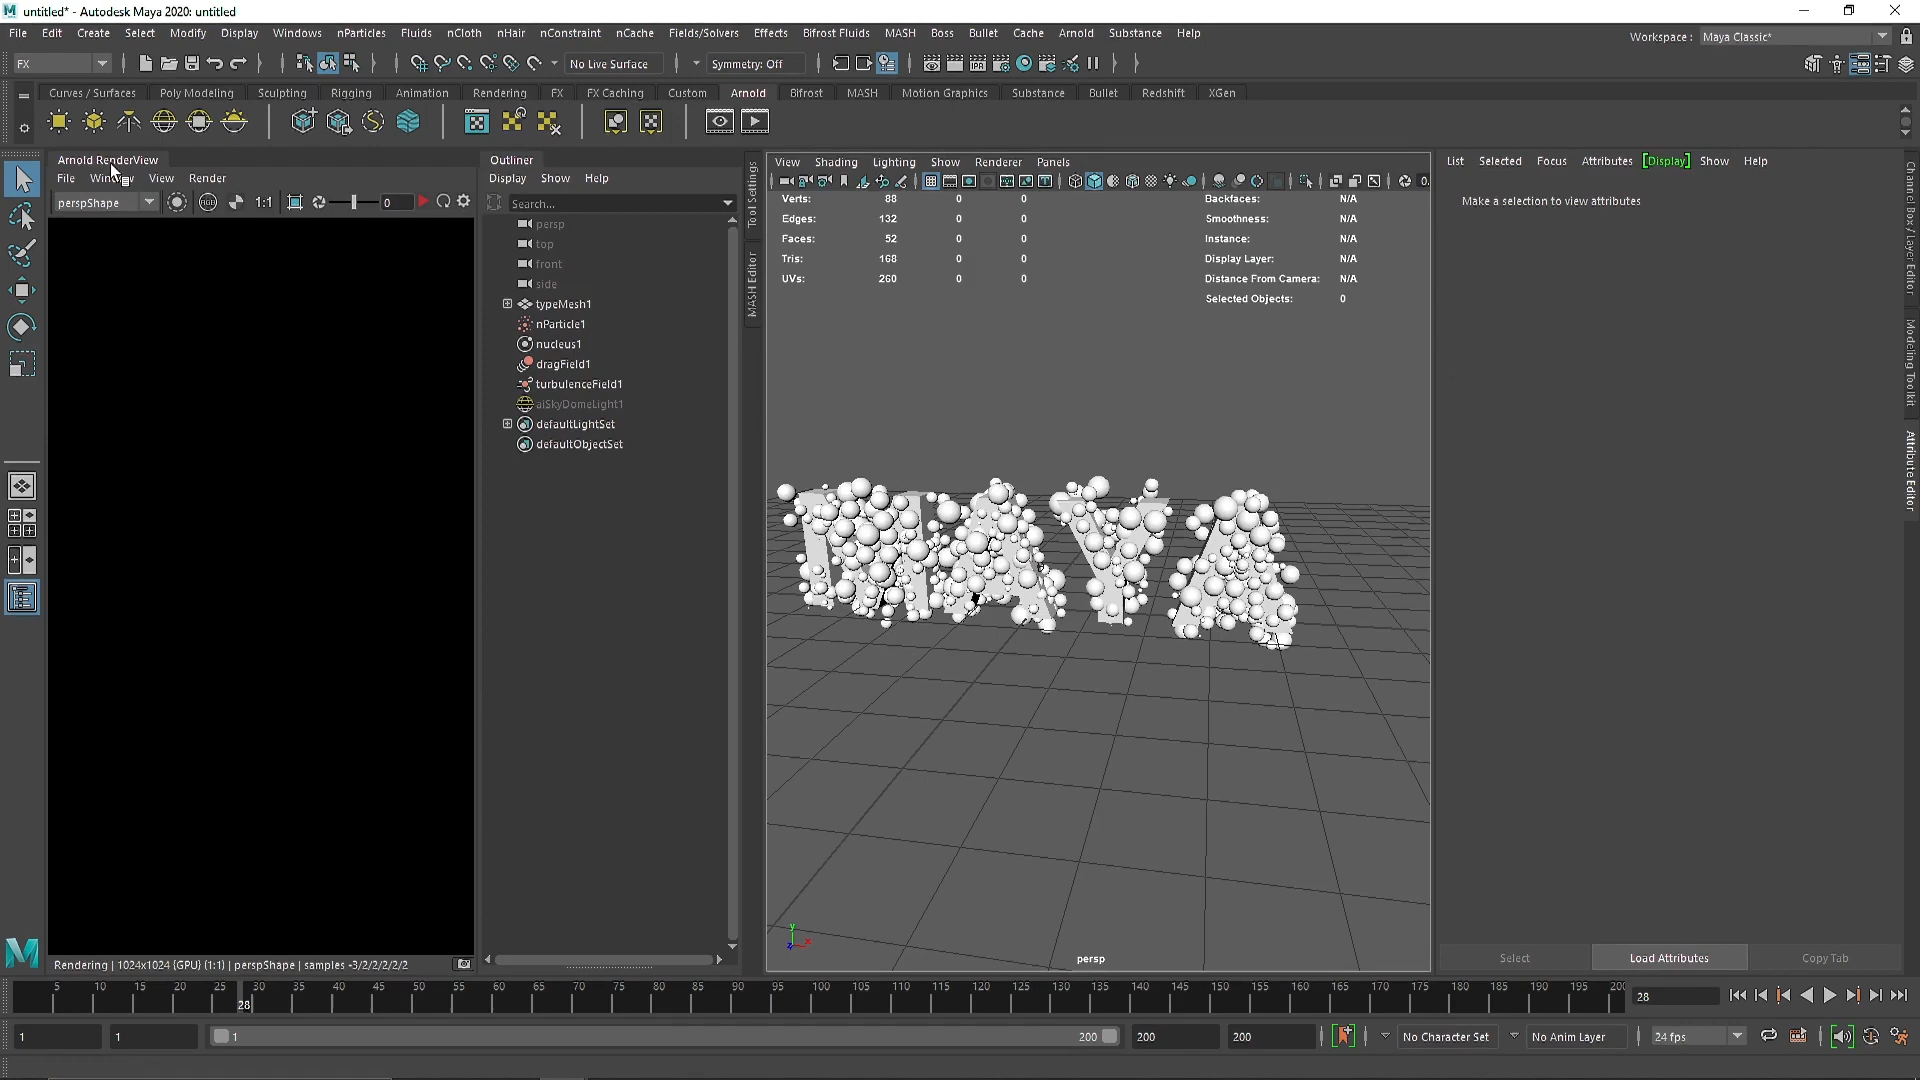 untitled* - Autodesk Maya 2020: untitled
File Edit Create Select Modify Display Windows nParticles Fluids nCloth nHair nConstraint nCache Fields/Solvers Effects Bifrost Fluids MASH Boss Bullet Cache Arnold Substance Help
Workspace : Maya Classic*
FX
No Live Surface
Symmetry: Off
Curves / Surfaces Poly Modeling Sculpting Rigging Animation Rendering FX FX Caching Custom Arnold Bifrost MASH Motion Graphics Substance Bullet Redshift XGen
Arnold RenderView
File View Render
perspShape
1:1
0
Rendering | 1024x1024 (GPU) (1:1) | perspShape | samples -3/2/2/2/2/2
Outliner
Display Show Help
Search...
persp
top
front
side
typeMesh1
nParticle1
nucleus1
dragField1
turbulenceField1
aiSkyDomeLight1
defaultLightSet
defaultObjectSet
Tool Settings
MASH Editor
View Shading Lighting Show Renderer Panels
0.
Verts: 88 0 0
Edges: 132 0 0
Faces: 52 0 0
Tris: 168 0 0
UVs: 260 0 0
Backfaces: N/A
Smoothness: N/A
Instance: N/A
Display Layer: N/A
Distance From Camera: N/A
Selected Objects: 0
MAYA
y
x
z
persp
List Selected Focus Attributes [Display] Show Help
Make a selection to view attributes
Select Load Attributes Copy Tab
Channel Box / Layer Editor
Modeling Toolkit
Attribute Editor
5 10 15 20 25 30 35 40 45 50 55 60 65 70 75 80 85 90 95 100 105 110 115 120 125 130 135 140 145 150 155 160 165 170 175 180 185 190 195
28
28
1 1 1 200 200 200
No Character Set
No Anim Layer
24 fps